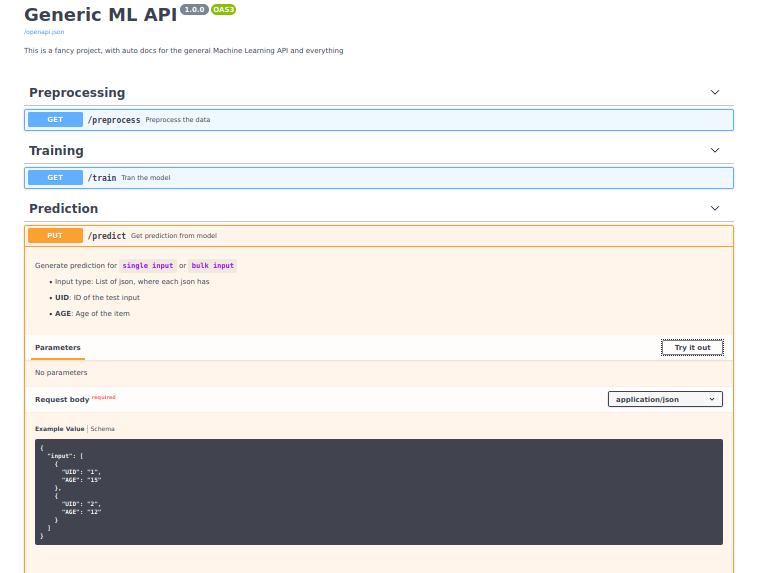 Generic ML API 1.0.0 OAS3
/openapi.json
This is a fancy project, with auto docs for the general Machine Learning API and everything
Preprocessing
GET /preprocess Preprocess the data
Training
GET /train Tran the model
Prediction
PUT /predict Get prediction from model
Generate prediction for single input or bulk input
• Input type: List of json, where each json has
• UID: ID of the test input
• AGE: Age of the item
Parameters Try it out
No parameters
Request body required application/json
Example Value | Schema
{
"input": [
{
"UID": "1",
"AGE": "15"
},
{
"UID": "2",
"AGE": "12"
}
]
}